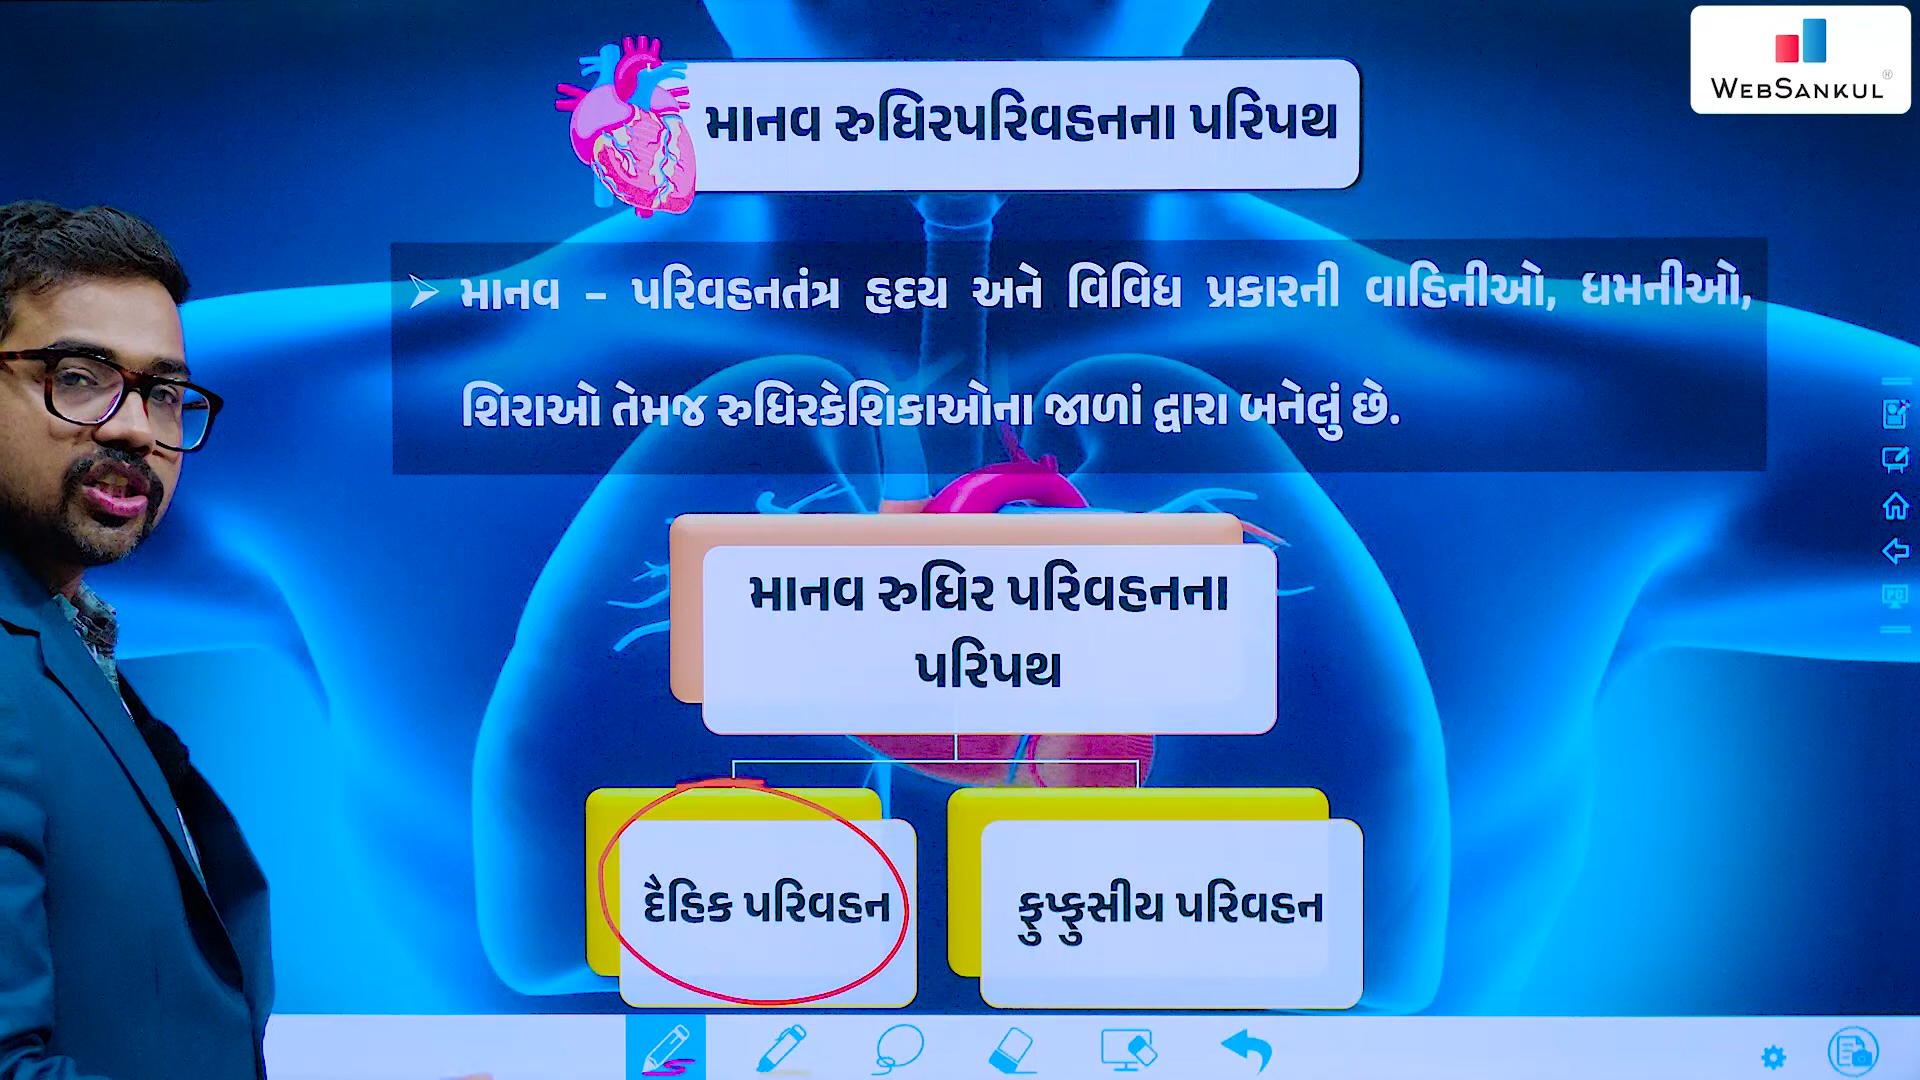 WEBSANKUL
માનવ રુધિરપરિવહનના પરિપથ
➢ માનવ – પરિવહનતંત્ર હૃદય અને વિવિધ પ્રકારની વાહિનીઓ, ધમનીઓ,
શિરાઓ તેમજ રુધિરકેશિકાઓના જાળાં દ્વારા બનેલું છે.
માનવ રુધિર પરિવહનના
પરિપથ
દૈહિક પરિવહન
ફુપ્ફુસીય પરિવહન
PG